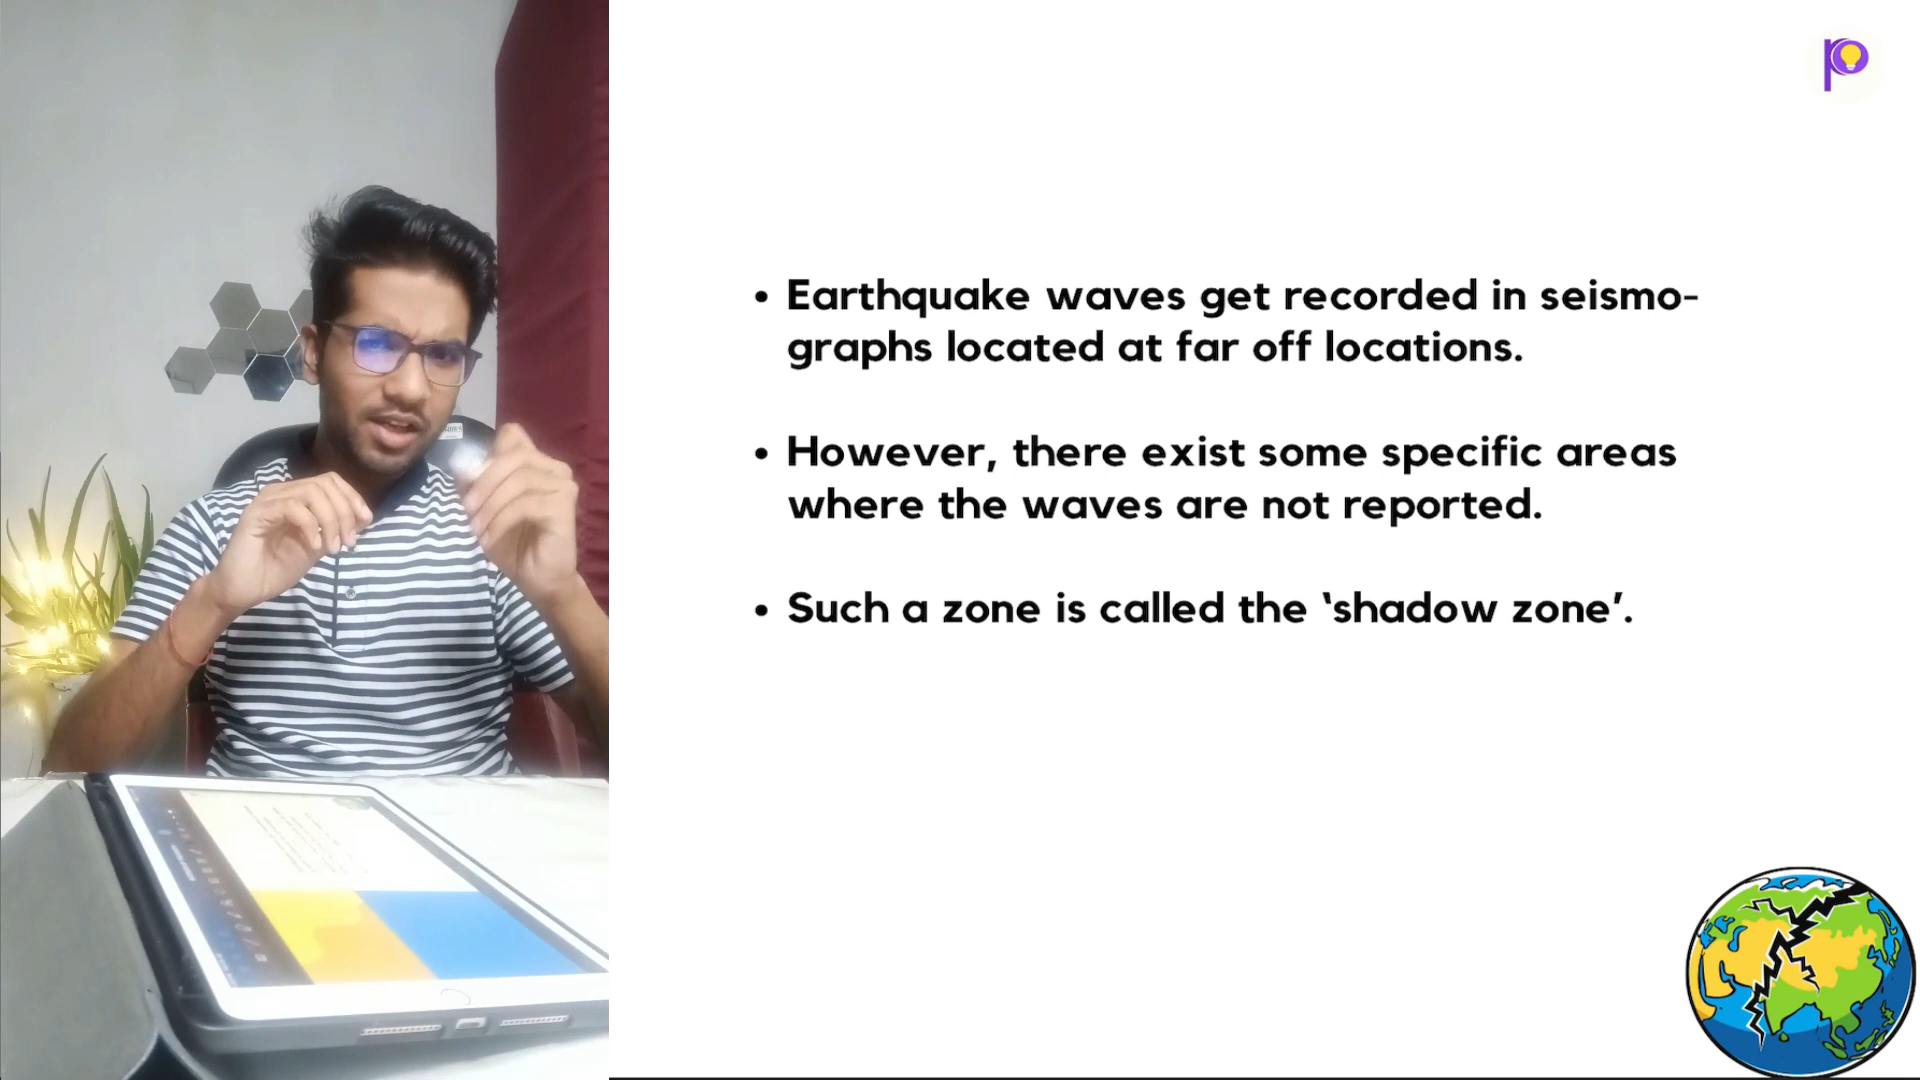 • Earthquake waves get recorded in seismo-
graphs located at far off locations.
• However, there exist some specific areas
where the waves are not reported.
• Such a zone is called the ‘shadow zone’.